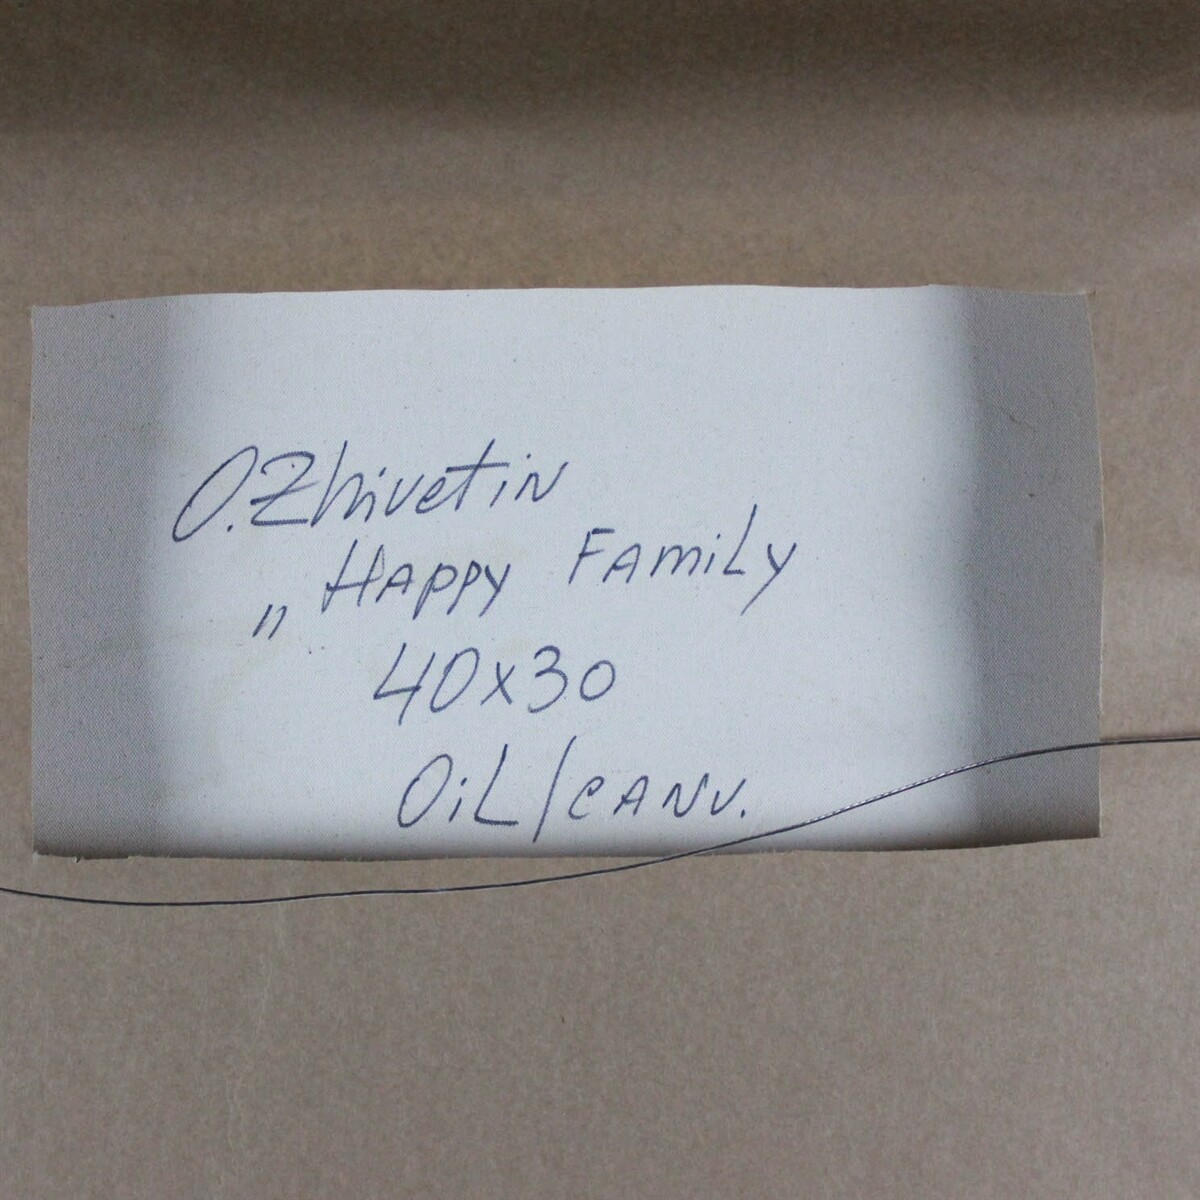 O.Zhivetin
„Happy Family
40x30
Oil/canv.